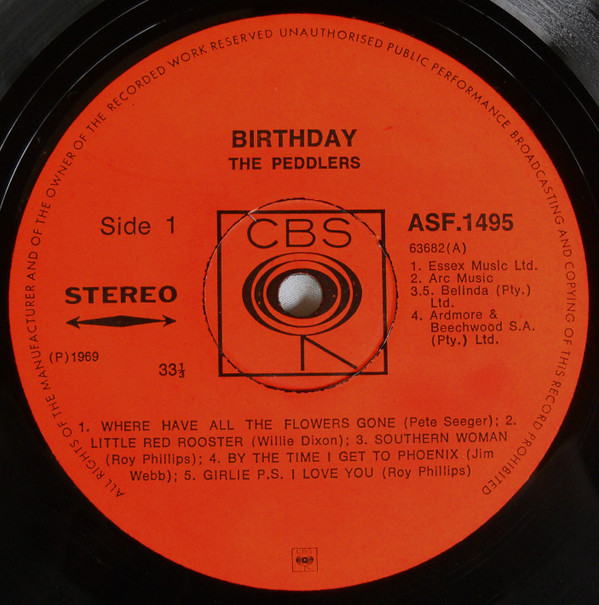 ALL RIGHTS OF THE MANUFACTURER AND OF THE OWNER OF THE RECORDED WORK RESERVED UNAUTHORISED PUBLIC PERFORMANCE BROADCASTING AND COPYING OF THIS RECORD PROHIBITED
BIRTHDAY
THE PEDDLERS
Side 1
CBS
ASF.1495
63682(A)
1. Essex Music Ltd.
2. Arc Music
3.5. Belinda (Pty.)
Ltd.
4. Ardmore &
Beechwood S.A.
(Pty.) Ltd.
STEREO
(P)1969
33⅓
1. WHERE HAVE ALL THE FLOWERS GONE (Pete Seeger); 2.
LITTLE RED ROOSTER (Willie Dixon); 3. SOUTHERN WOMAN
(Roy Phillips); 4. BY THE TIME I GET TO PHOENIX (Jim
Webb); 5. GIRLIE P.S. I LOVE YOU (Roy Phillips)
CBS